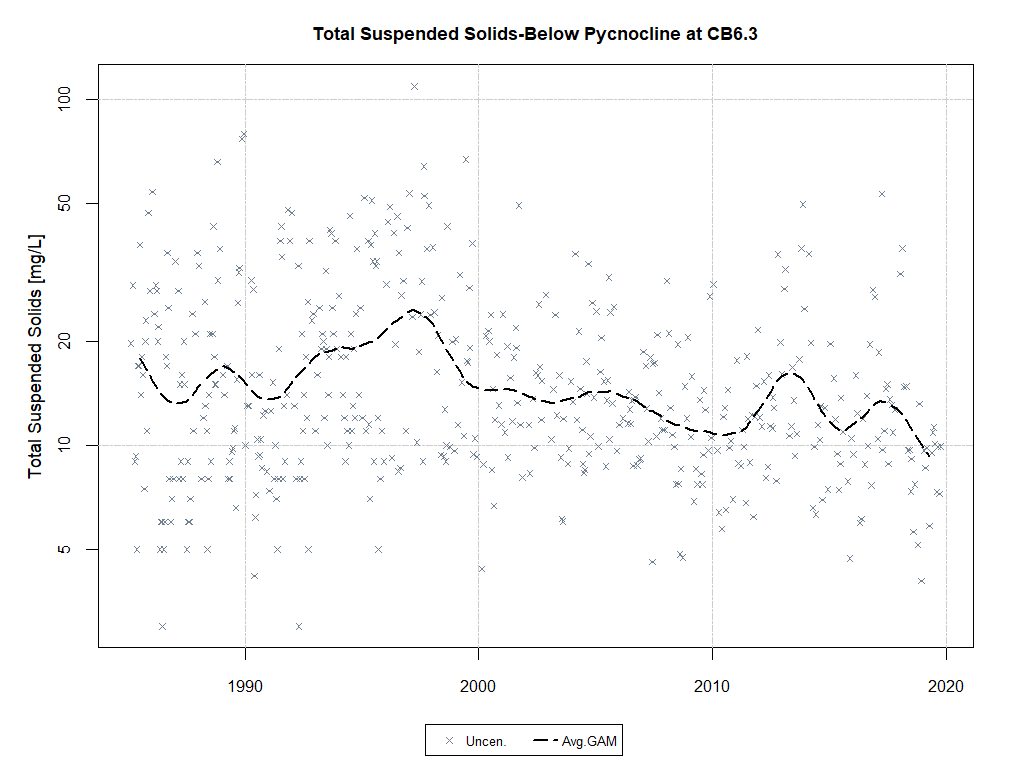 Total Suspended Solids-Below Pycnocline at CB6.3
Total Suspended Solids [mg/L]
100
50
20
10
5
1990 2000 2010 2020
Uncen. Avg.GAM